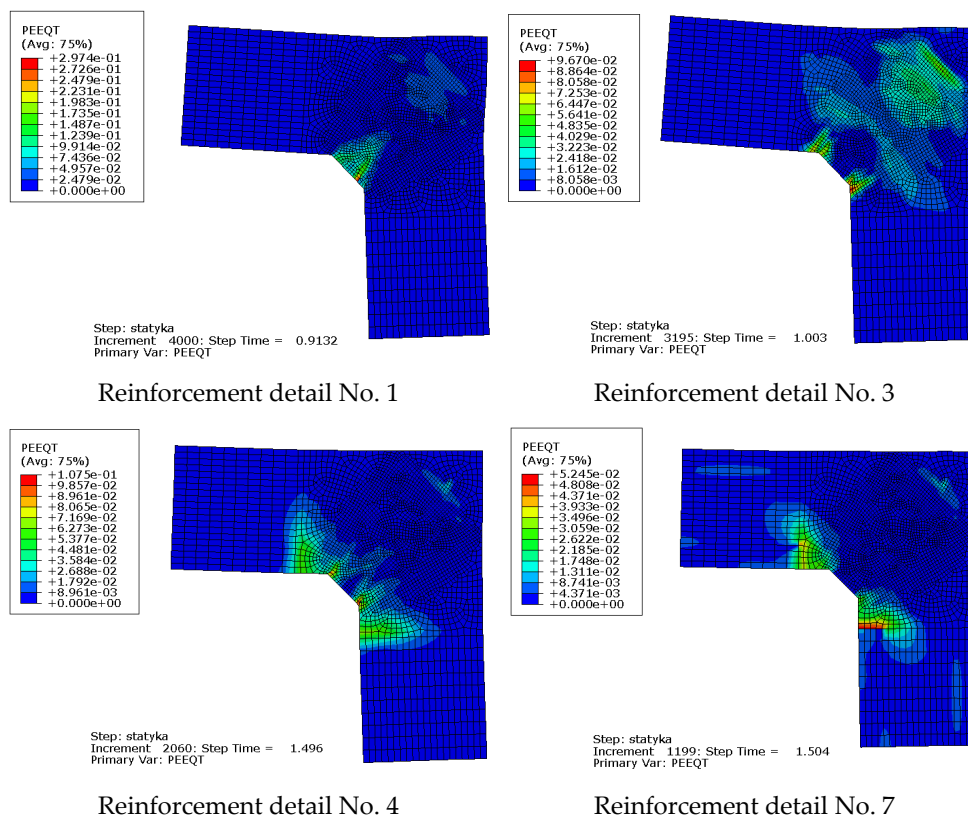 PEEQT
(Avg: 75%)
+2.974e-01
+2.726e-01
+2.479e-01
+2.231e-01
+1.983e-01
+1.735e-01
+1.487e-01
+1.239e-01
+9.914e-02
+7.436e-02
+4.957e-02
+2.479e-02
+0.000e+00
Step: statyka
Increment 4000: Step Time = 0.9132
Primary Var: PEEQT
Reinforcement detail No. 1
PEEQT
(Avg: 75%)
+9.670e-02
+8.864e-02
+8.058e-02
+7.253e-02
+6.447e-02
+5.641e-02
+4.835e-02
+4.029e-02
+3.223e-02
+2.418e-02
+1.612e-02
+8.058e-03
+0.000e+00
Step: statyka
Increment 3195: Step Time = 1.003
Primary Var: PEEQT
Reinforcement detail No. 3
PEEQT
(Avg: 75%)
+1.075e-01
+9.857e-02
+8.961e-02
+8.065e-02
+7.169e-02
+6.273e-02
+5.377e-02
+4.481e-02
+3.584e-02
+2.688e-02
+1.792e-02
+8.961e-03
+0.000e+00
Step: statyka
Increment 2060: Step Time = 1.496
Primary Var: PEEQT
Reinforcement detail No. 4
PEEQT
(Avg: 75%)
+5.245e-02
+4.808e-02
+4.371e-02
+3.933e-02
+3.496e-02
+3.059e-02
+2.622e-02
+2.185e-02
+1.748e-02
+1.311e-02
+8.741e-03
+4.371e-03
+0.000e+00
Step: statyka
Increment 1199: Step Time = 1.504
Primary Var: PEEQT
Reinforcement detail No. 7